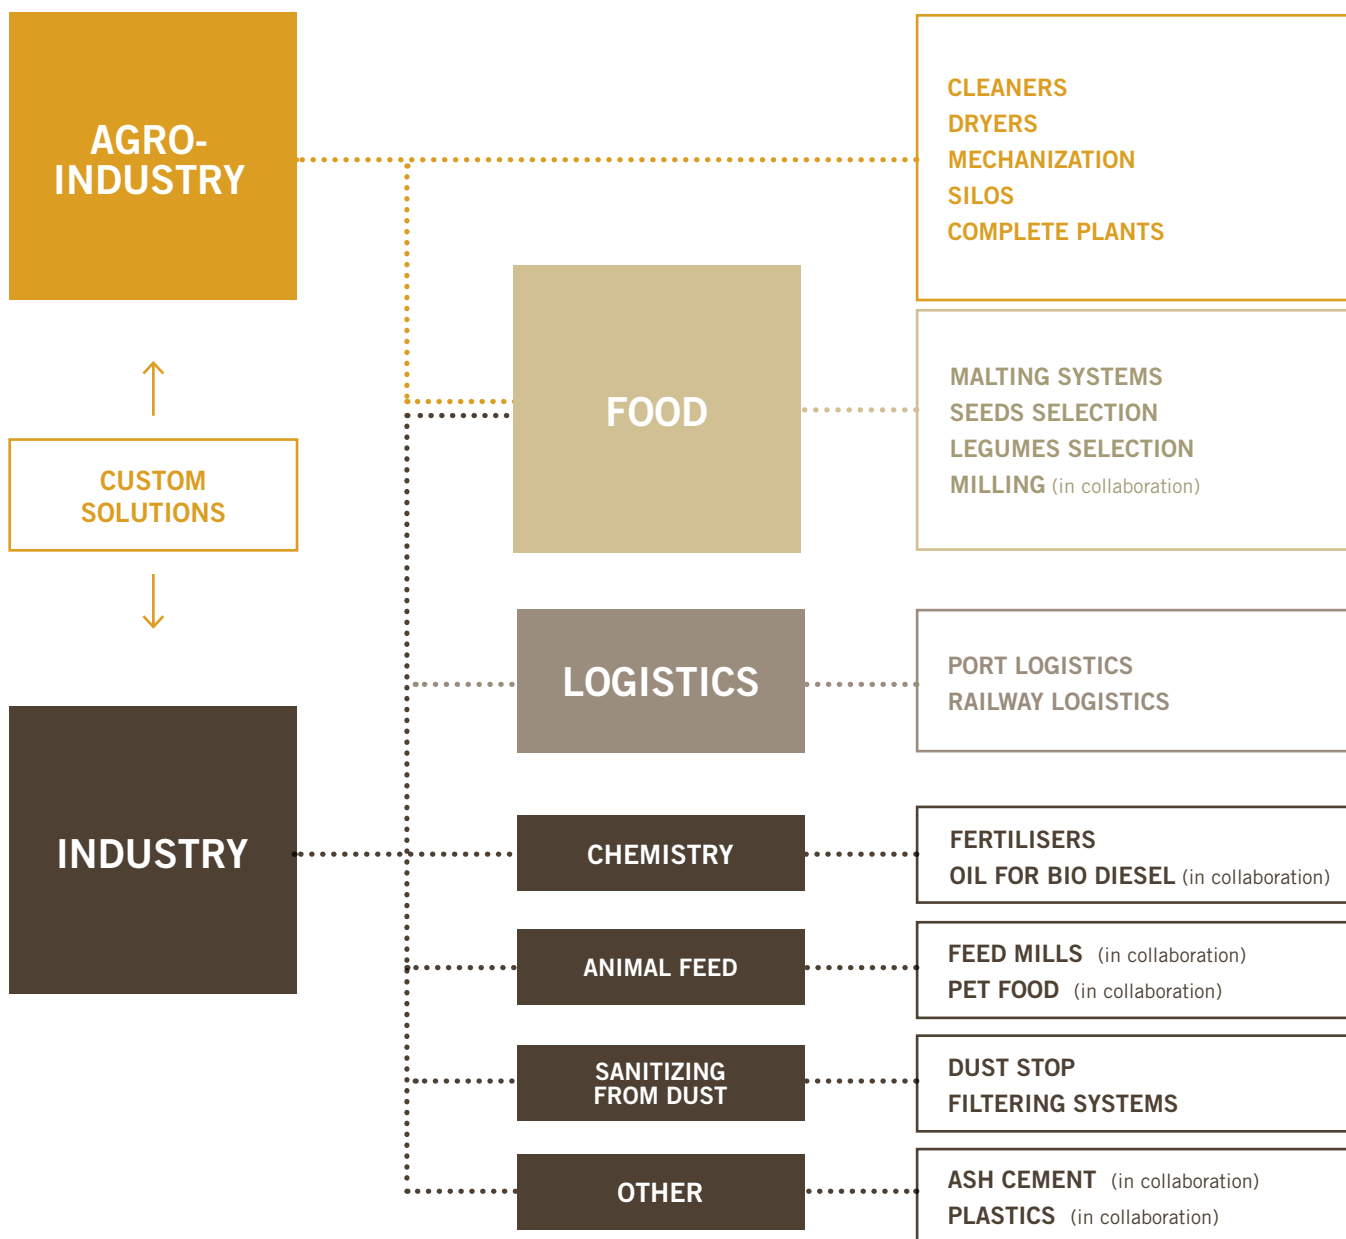 AGRO-
INDUSTRY
CLEANERS
DRYERS
MECHANIZATION
SILOS
COMPLETE PLANTS
FOOD
MALTING SYSTEMS
SEEDS SELECTION
LEGUMES SELECTION
MILLING (in collaboration)
CUSTOM
SOLUTIONS
LOGISTICS
PORT LOGISTICS
RAILWAY LOGISTICS
INDUSTRY
CHEMISTRY
FERTILISERS
OIL FOR BIO DIESEL (in collaboration)
ANIMAL FEED
FEED MILLS (in collaboration)
PET FOOD (in collaboration)
SANITIZING
FROM DUST
DUST STOP
FILTERING SYSTEMS
OTHER
ASH CEMENT (in collaboration)
PLASTICS (in collaboration)